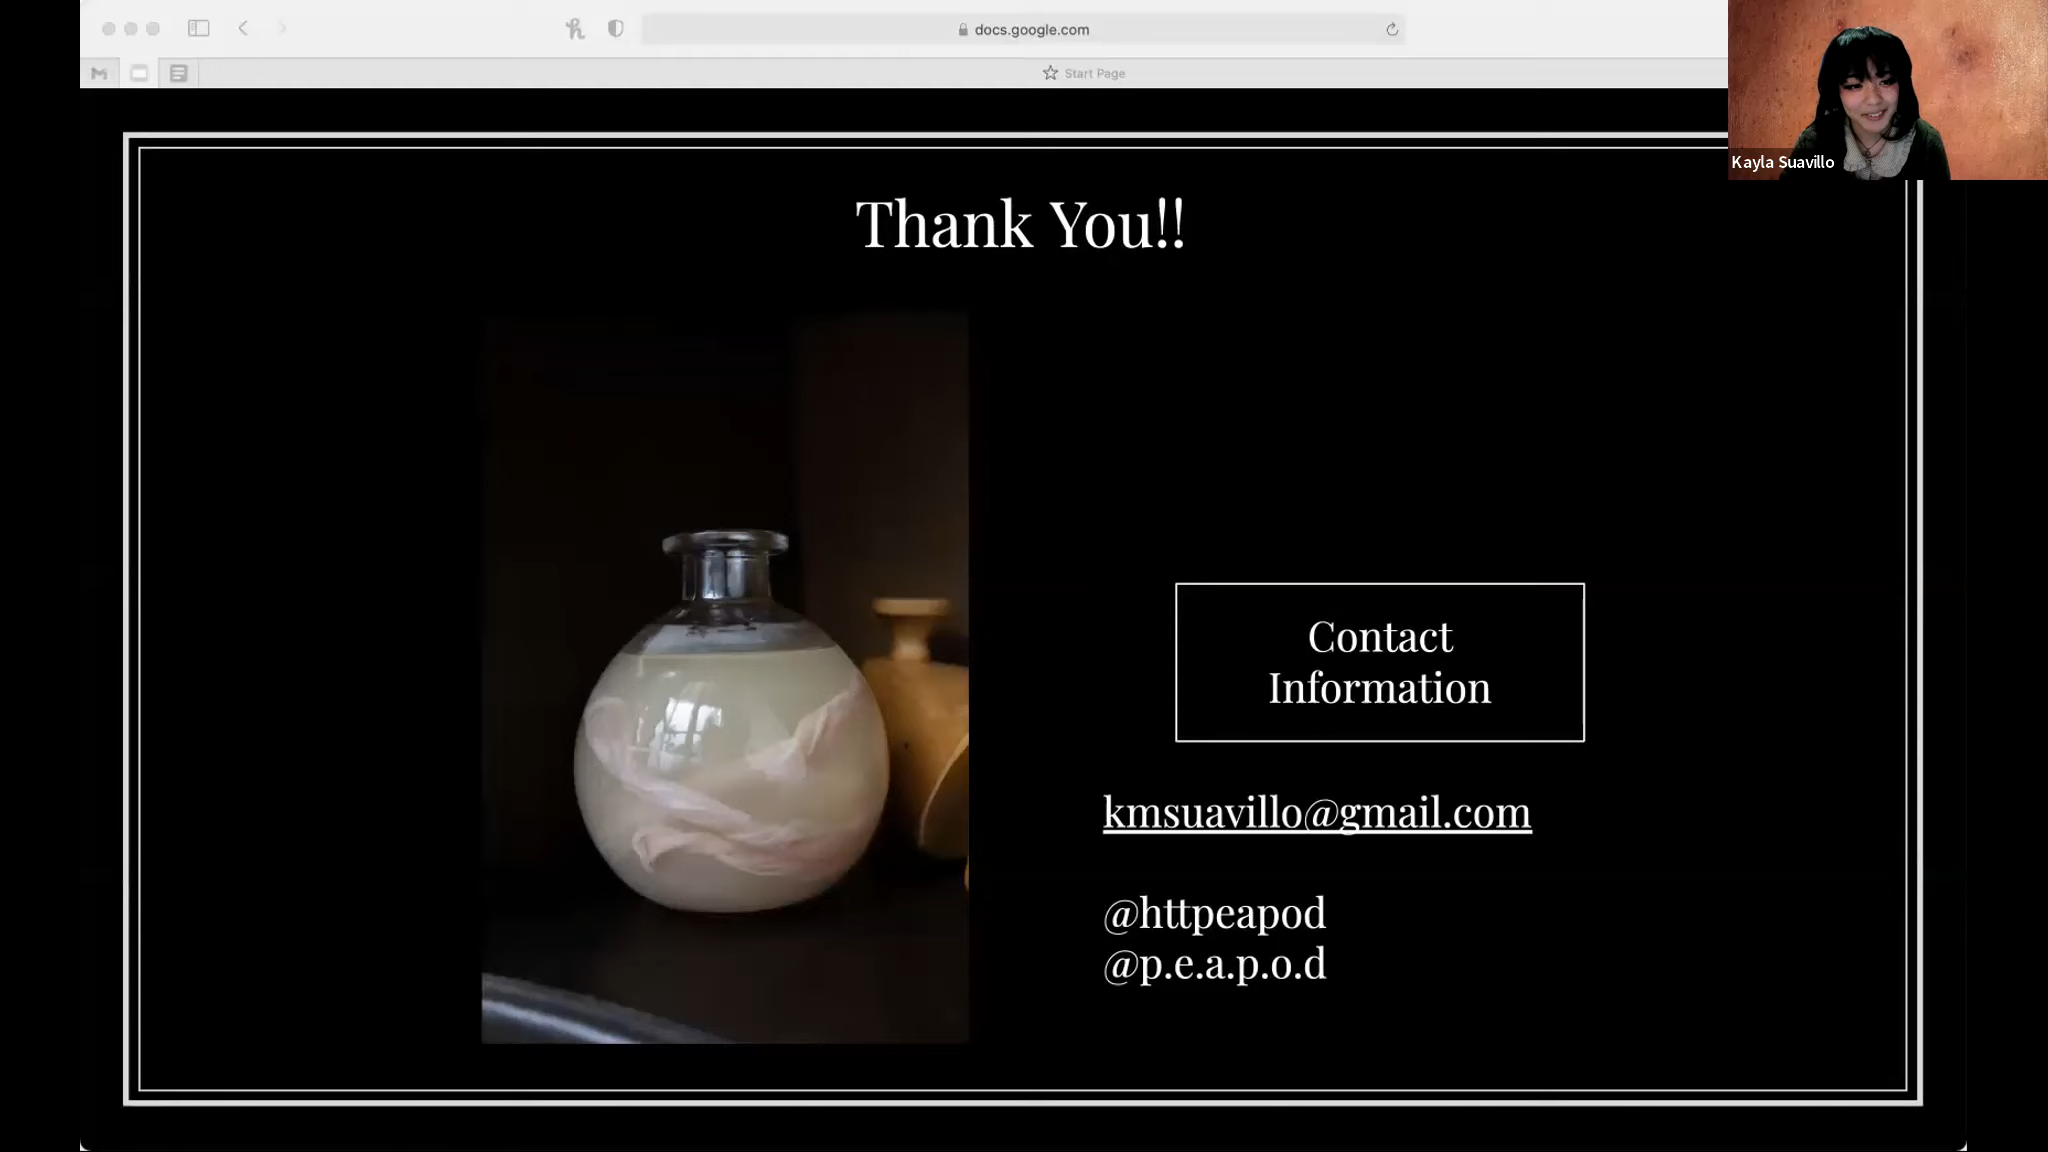 docs.google.com
Start Page
Kayla Suavillo
Thank You!!
Contact
Information
kmsuavillo@gmail.com
@httpeapod
@p.e.a.p.o.d